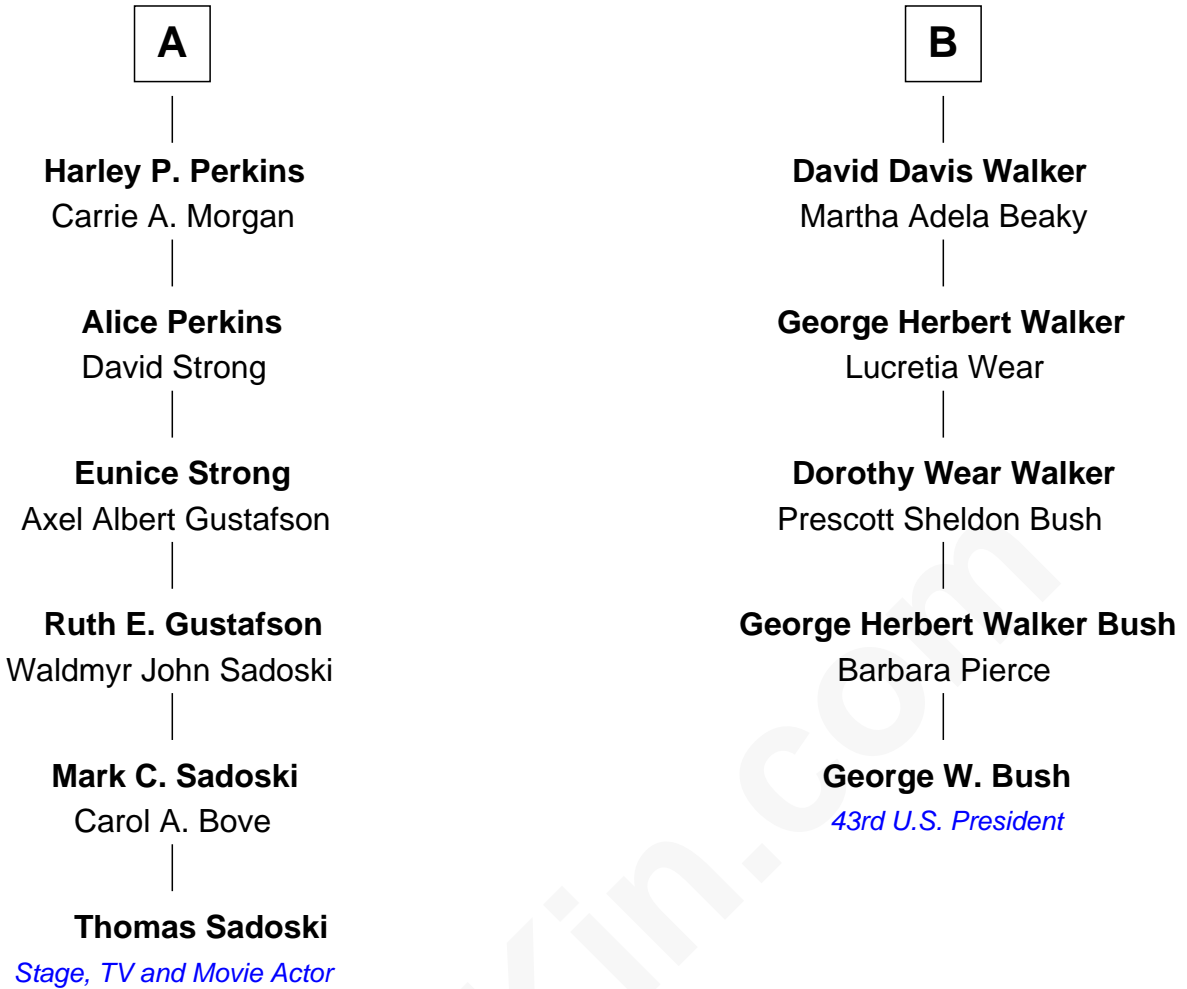 A
Harley P. Perkins
Carrie A. Morgan
Alice Perkins
David Strong
Eunice Strong
Axel Albert Gustafson
Ruth E. Gustafson
Waldmyr John Sadoski
Mark C. Sadoski
Carol A. Bove
Thomas Sadoski
Stage, TV and Movie Actor
B
David Davis Walker
Martha Adela Beaky
George Herbert Walker
Lucretia Wear
Dorothy Wear Walker
Prescott Sheldon Bush
George Herbert Walker Bush
Barbara Pierce
George W. Bush
43rd U.S. President
Kin.com